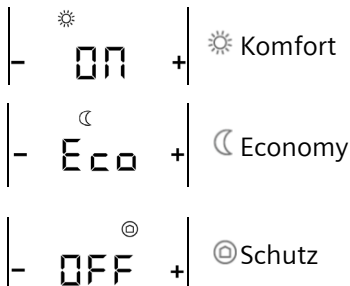 - ON + Komfort
- Eco + Economy
- OFF + Schutz